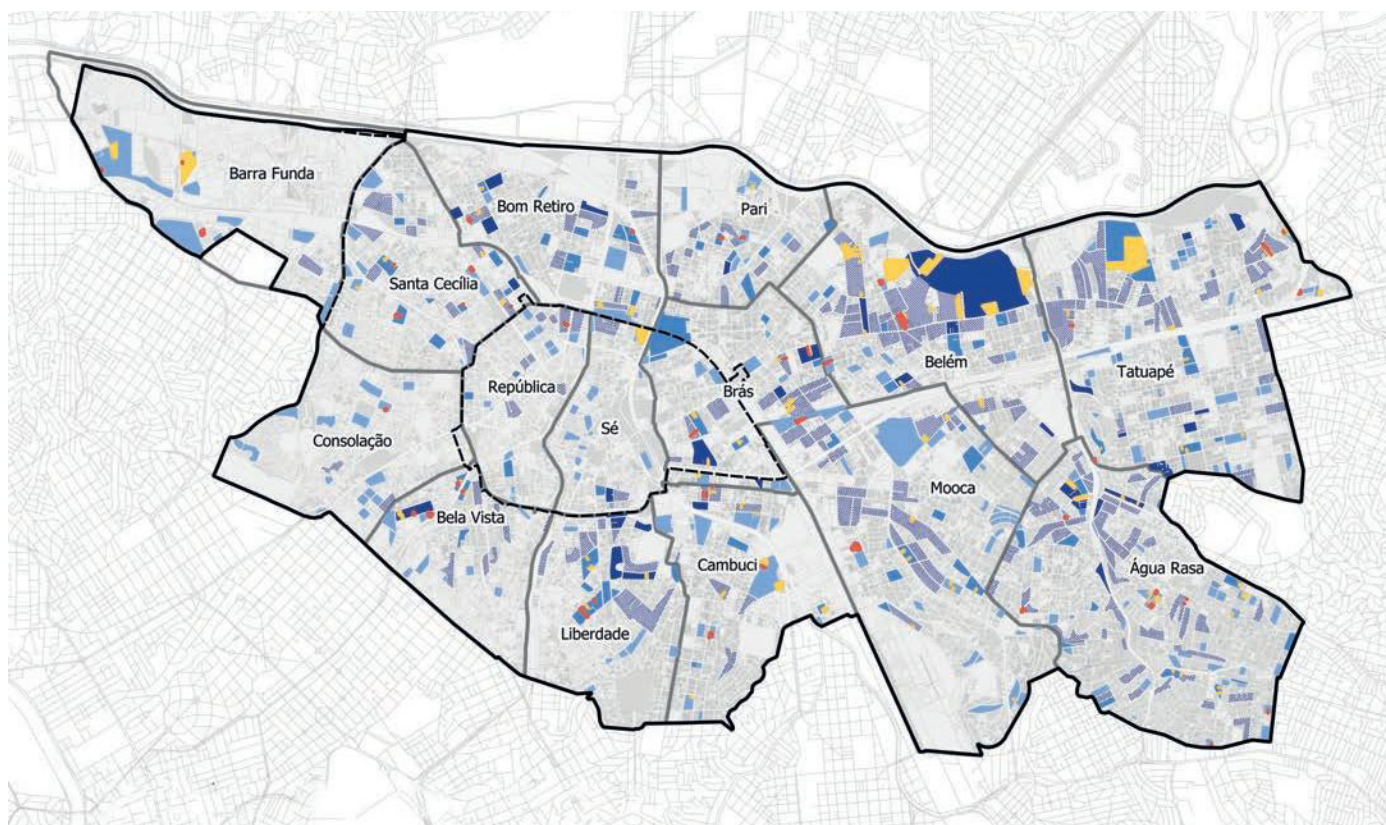 Barra Funda
Bom Retiro
Pari
Santa Cecília
República
Sé
Brás
Belém
Tatuapé
Consolação
Bela Vista
Mooca
Cambuci
Água Rasa
Liberdade